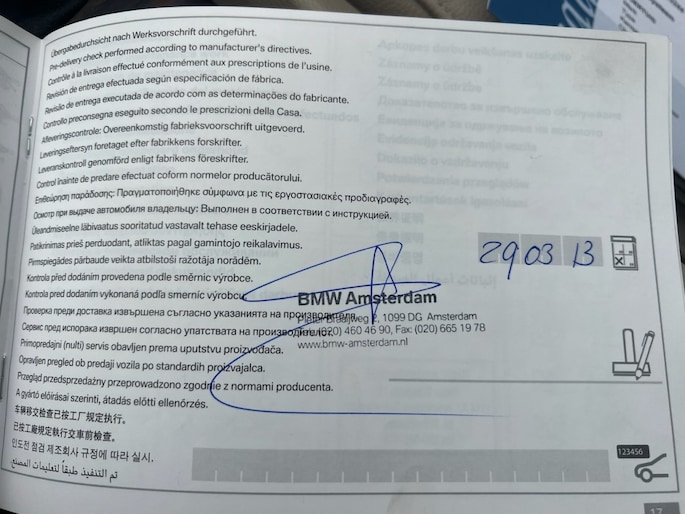 Übergabedurchsicht nach Werksvorschrift durchgeführt.
Pre-delivery check performed according to manufacturer's directives.
Contrôle à la livraison effectué conformément aux prescriptions de l'usine.
Revisión de entrega efectuada según especificación de fábrica.
Revisão de entrega executada de acordo com as determinações do fabricante.
Controllo preconsegna eseguito secondo le prescrizioni della Casa.
Afleveringscontrole: Overeenkomstig fabrieksvoorschrift uitgevoerd.
Leveringseftersyn foretaget efter fabrikkens forskrifter.
Leveranskontroll genomförd enligt fabrikens föreskrifter.
Control înainte de predare efectuat coform normelor producătorului.
Επιθεώρηση παράδοσης: Πραγματοποιήθηκε σύμφωνα με τις εργοστασιακές προδιαγραφές.
Осмотр при выдаче автомобиля владельцу: Выполнен в соответствии с инструкцией.
Üleandmiseelne läbivaatus sooritatud vastavalt tehase eeskirjadele.
Patikrinimas prieš perduodant, atliktas pagal gamintojo reikalavimus.
Pirmspiegādes pārbaude veikta atbilstoši ražotāja norādēm.
Kontrola před dodáním provedena podle směrnic výrobce.
Kontrola pred dodaním vykonaná podľa smerníc výrobcu.
Проверка преди доставка извършена съгласно указанията на производителя.
Сервис пред испорака извршен согласно упатствата на производителот.
Primopredajni (nulti) servis obavljen prema uputstvu proizvođača.
Opravljen pregled ob predaji vozila po standardih proizvajalca.
Przegląd przedsprzedażny przeprowadzono zgodnie z normami producenta.
A gyártó előírásai szerinti, átadás előtti ellenőrzés.
车辆移交检查已按工厂规定执行。
已按工廠規定執行交車前檢查。
인도전 점검 제조회사 규정에 따라 실시.
تم التنفيذ طبقاً لتعليمات المصنع.
29 03 13
BMW Amsterdam
2, 1099 DG Amsterdam
(020) 460 46 90, Fax: (020) 665 19 78
www.bmw-amsterdam.nl
123456
17